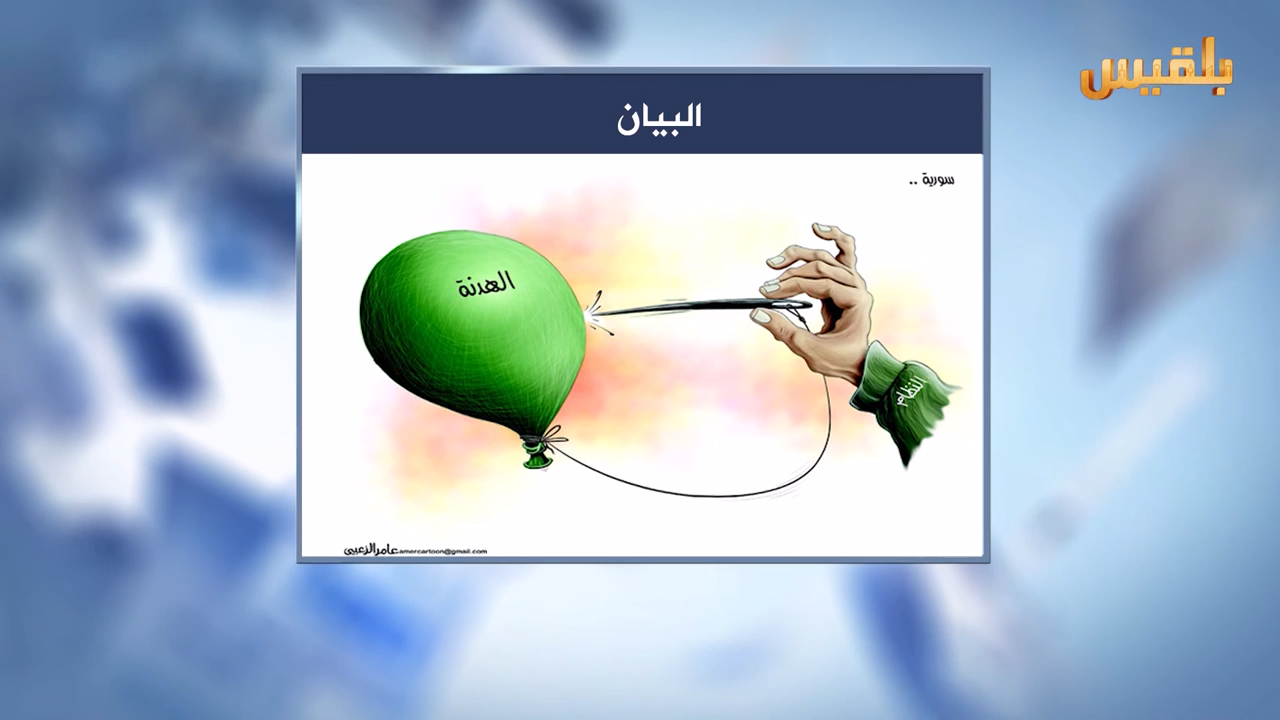 بلقيس
البيان
سورية ..
الهدنة
النظام
عامر الزعبي amercartoon@gmail.com